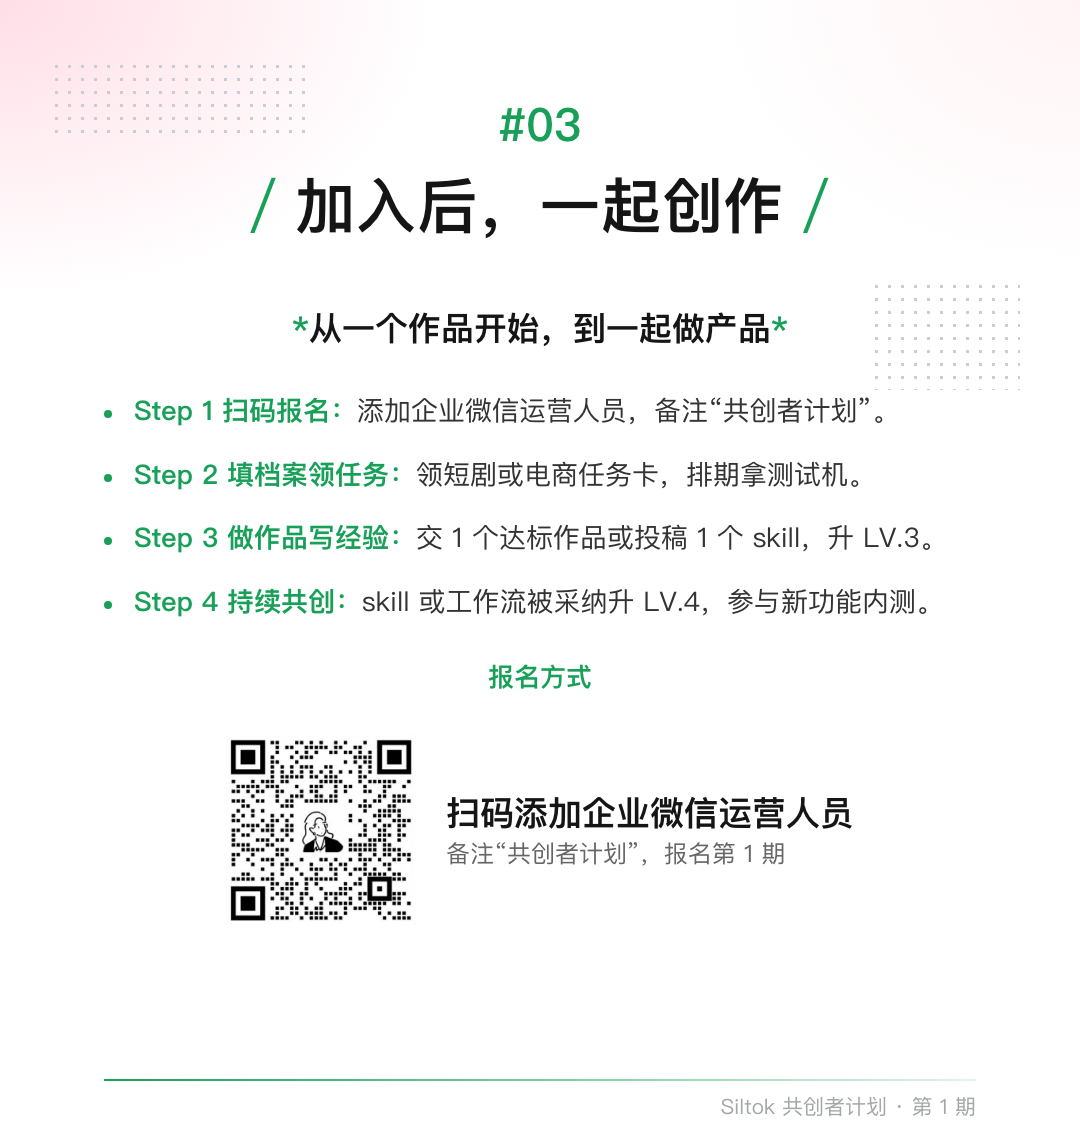 #03
/ 加入后，一起创作 /
*从一个作品开始，到一起做产品*
• Step 1 扫码报名：添加企业微信运营人员，备注“共创者计划”。
• Step 2 填档案领任务：领短剧或电商任务卡，排期拿测试机。
• Step 3 做作品写经验：交 1 个达标作品或投稿 1 个 skill，升 LV.3。
• Step 4 持续共创：skill 或工作流被采纳升 LV.4，参与新功能内测。
报名方式
扫码添加企业微信运营人员
备注“共创者计划”，报名第 1 期
Siltok 共创者计划 · 第 1 期